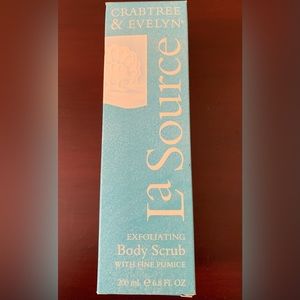 CRABTREE
& EVELYN®
La Source
EXFOLIATING
Body Scrub
WITH FINE PUMICE
200 mL ℮ 6.8 FL. OZ